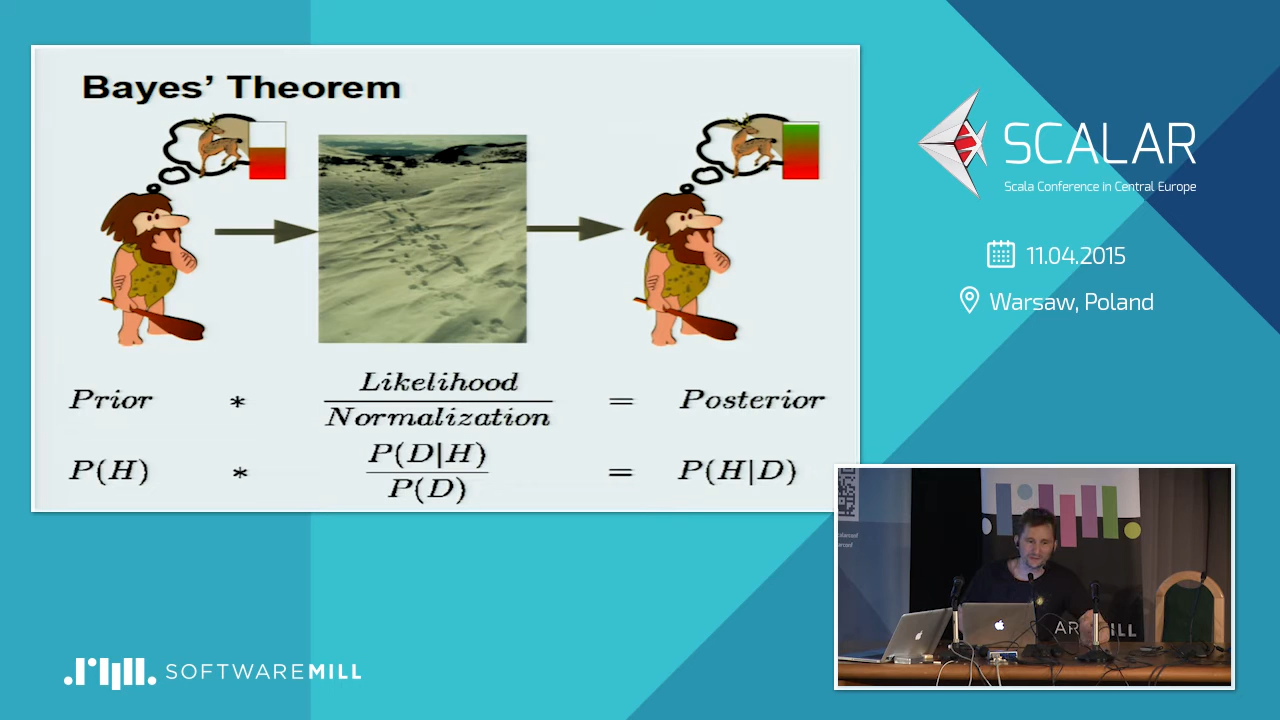 Bayes' Theorem
Prior * Likelihood / Normalization = Posterior
P(H) * P(D|H) / P(D) = P(H|D)
SCALAR
Scala Conference in Central Europe
11.04.2015
Warsaw, Poland
SOFTWAREMILL